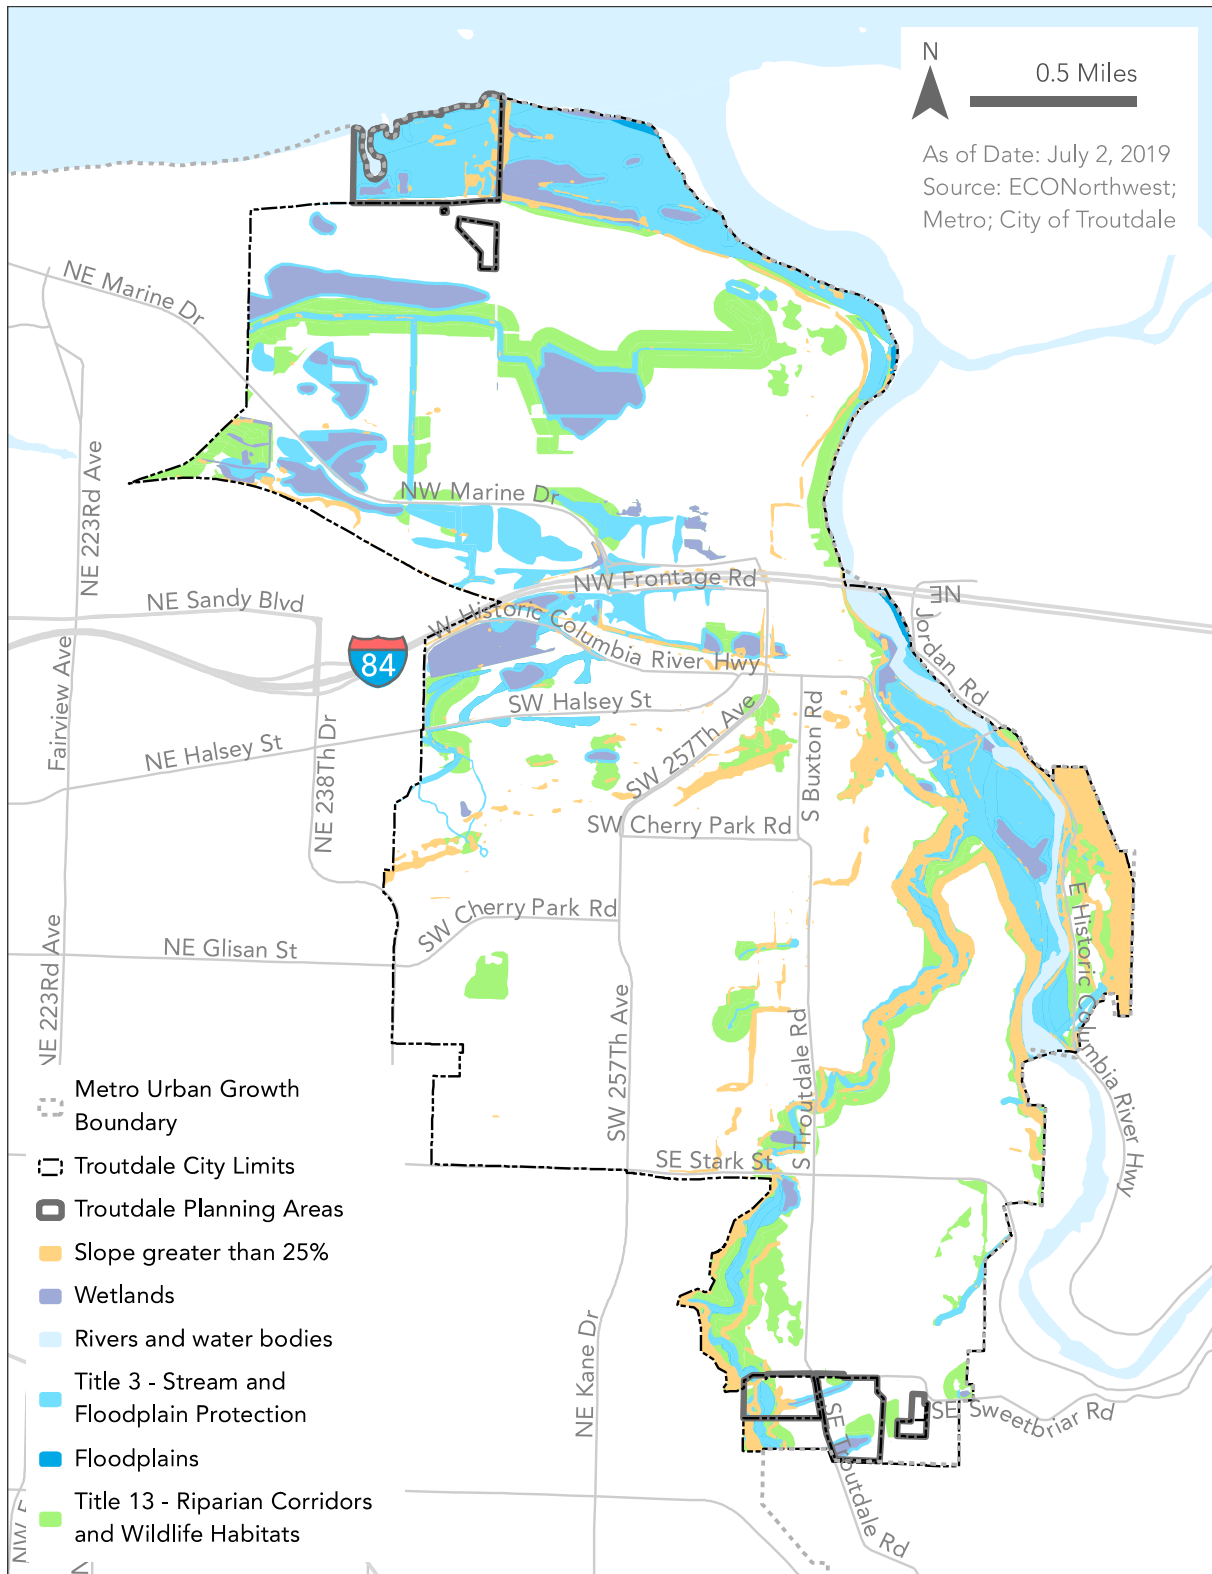 N
0.5 Miles
As of Date: July 2, 2019
Source: ECONorthwest;
Metro; City of Troutdale
NE Marine Dr
NE 223Rd Ave
NW Marine Dr
NE Sandy Blvd
NW Frontage Rd
NE
Jordan Rd
W Historic Columbia River Hwy
84
Fairview Ave
SW Halsey St
NE Halsey St
NE 238Th Dr
SW 257Th Ave
S Buxton Rd
SW Cherry Park Rd
SW Cherry Park Rd
E Historic Columbia River Hwy
NE Glisan St
NE 223Rd Ave
SW 257Th Ave
S Troutdale Rd
SE Stark St
NE Kane Dr
SE Sweetbriar Rd
SE Troutdale Rd
Metro Urban Growth
Boundary
Troutdale City Limits
Troutdale Planning Areas
Slope greater than 25%
Wetlands
Rivers and water bodies
Title 3 - Stream and
Floodplain Protection
Floodplains
Title 13 - Riparian Corridors
and Wildlife Habitats